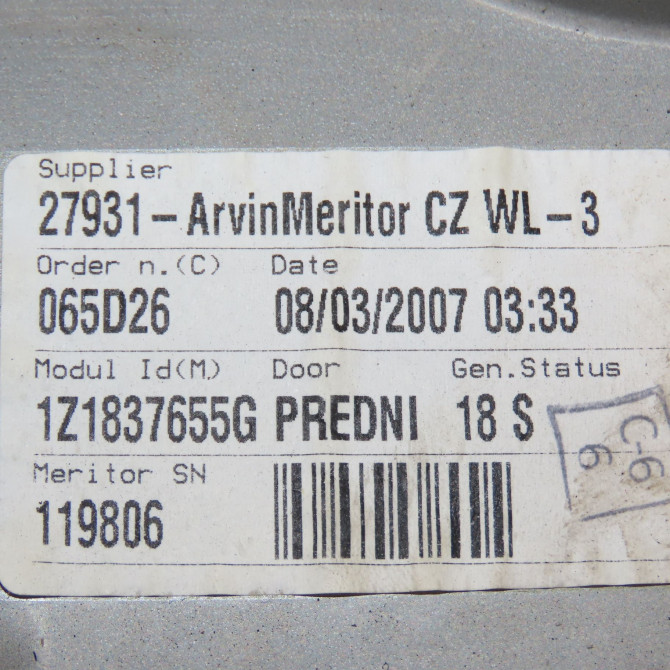 Supplier
27931-ArvinMeritor CZ WL-3
Order n.(C) Date
065D26 08/03/2007 03:33
Modul Id(M) Door Gen.Status
1Z1837655G PREDNI 18 S
Meritor SN
119806
C-6
6